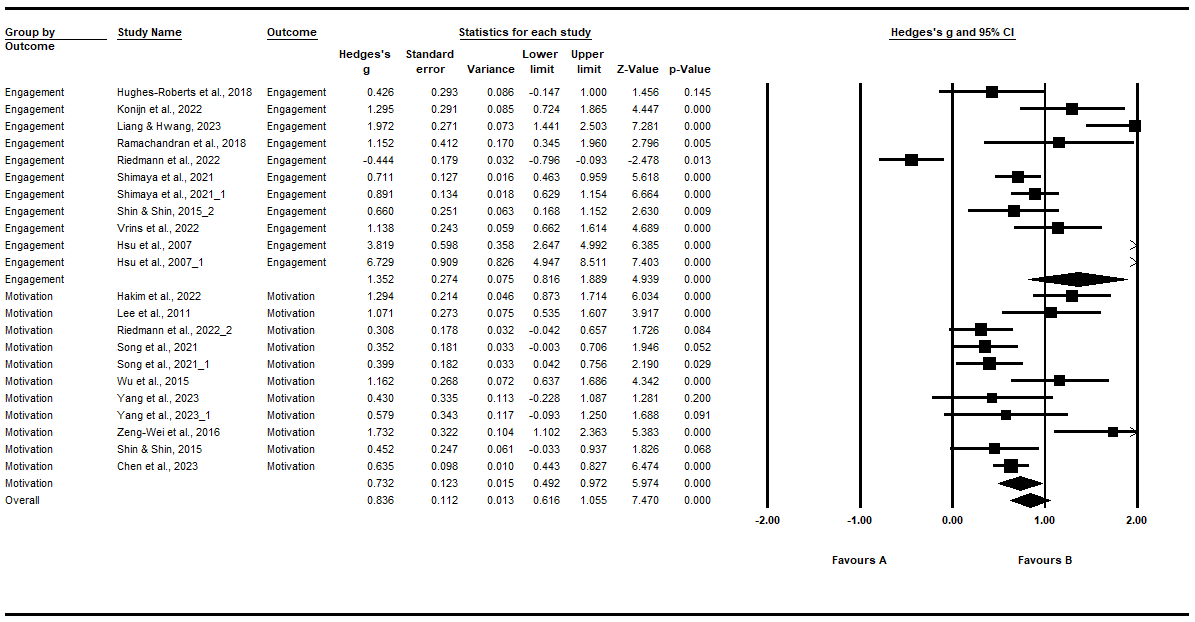 Group by Study Name Outcome Statistics for each study Hedges's g and 95% CI
Outcome
Hedges's Standard Lower Upper
g error Variance limit limit Z-Value p-Value
Engagement Hughes-Roberts et al., 2018 Engagement 0.426 0.293 0.086 -0.147 1.000 1.456 0.145
Engagement Konijn et al., 2022 Engagement 1.295 0.291 0.085 0.724 1.865 4.447 0.000
Engagement Liang & Hwang, 2023 Engagement 1.972 0.271 0.073 1.441 2.503 7.281 0.000
Engagement Ramachandran et al., 2018 Engagement 1.152 0.412 0.170 0.345 1.960 2.796 0.005
Engagement Riedmann et al., 2022 Engagement -0.444 0.179 0.032 -0.796 -0.093 -2.478 0.013
Engagement Shimaya et al., 2021 Engagement 0.711 0.127 0.016 0.463 0.959 5.618 0.000
Engagement Shimaya et al., 2021_1 Engagement 0.891 0.134 0.018 0.629 1.154 6.664 0.000
Engagement Shin & Shin, 2015_2 Engagement 0.660 0.251 0.063 0.168 1.152 2.630 0.009
Engagement Vrins et al., 2022 Engagement 1.138 0.243 0.059 0.662 1.614 4.689 0.000
Engagement Hsu et al., 2007 Engagement 3.819 0.598 0.358 2.647 4.992 6.385 0.000
Engagement Hsu et al., 2007_1 Engagement 6.729 0.909 0.826 4.947 8.511 7.403 0.000
Engagement 1.352 0.274 0.075 0.816 1.889 4.939 0.000
Motivation Hakim et al., 2022 Motivation 1.294 0.214 0.046 0.873 1.714 6.034 0.000
Motivation Lee et al., 2011 Motivation 1.071 0.273 0.075 0.535 1.607 3.917 0.000
Motivation Riedmann et al., 2022_2 Motivation 0.308 0.178 0.032 -0.042 0.657 1.726 0.084
Motivation Song et al., 2021 Motivation 0.352 0.181 0.033 -0.003 0.706 1.946 0.052
Motivation Song et al., 2021_1 Motivation 0.399 0.182 0.033 0.042 0.756 2.190 0.029
Motivation Wu et al., 2015 Motivation 1.162 0.268 0.072 0.637 1.686 4.342 0.000
Motivation Yang et al., 2023 Motivation 0.430 0.335 0.113 -0.228 1.087 1.281 0.200
Motivation Yang et al., 2023_1 Motivation 0.579 0.343 0.117 -0.093 1.250 1.688 0.091
Motivation Zeng-Wei et al., 2016 Motivation 1.732 0.322 0.104 1.102 2.363 5.383 0.000
Motivation Shin & Shin, 2015 Motivation 0.452 0.247 0.061 -0.033 0.937 1.826 0.068
Motivation Chen et al., 2023 Motivation 0.635 0.098 0.010 0.443 0.827 6.474 0.000
Motivation 0.732 0.123 0.015 0.492 0.972 5.974 0.000
Overall 0.836 0.112 0.013 0.616 1.055 7.470 0.000
-2.00 -1.00 0.00 1.00 2.00
Favours A Favours B